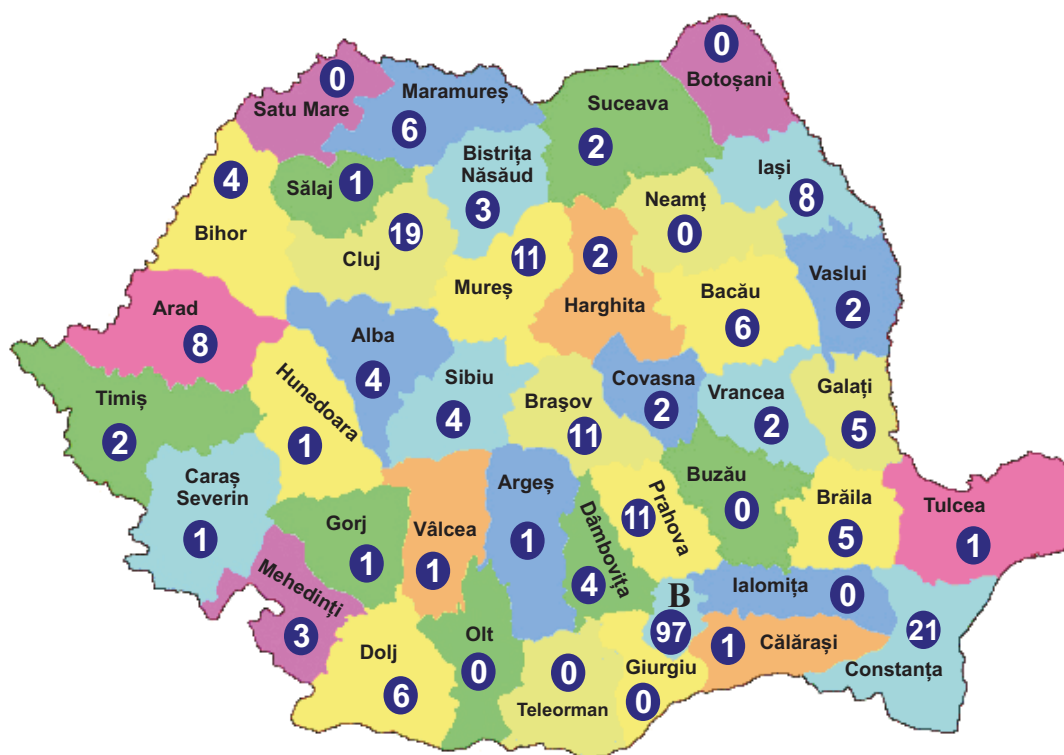 0
Botoșani
0
Satu Mare
Maramureș
6
Suceava
2
Bistrița
Năsăud
3
Iași
8
4
Bihor
Sălaj
1
19
Cluj
Neamț
0
11
Mureș
2
Harghita
Bacău
6
Vaslui
2
Arad
8
Alba
4
Hunedoara
1
Sibiu
4
Brașov
11
Covasna
2
Vrancea
2
Galați
5
Timiș
2
Caraș
Severin
1
Gorj
1
Vâlcea
1
Argeș
1
Dâmbovița
4
Prahova
11
Buzău
0
Brăila
5
Tulcea
1
Mehedinți
3
B
97
Ialomița
0
21
Constanța
1
Călărași
Dolj
6
Olt
0
0
Teleorman
Giurgiu
0